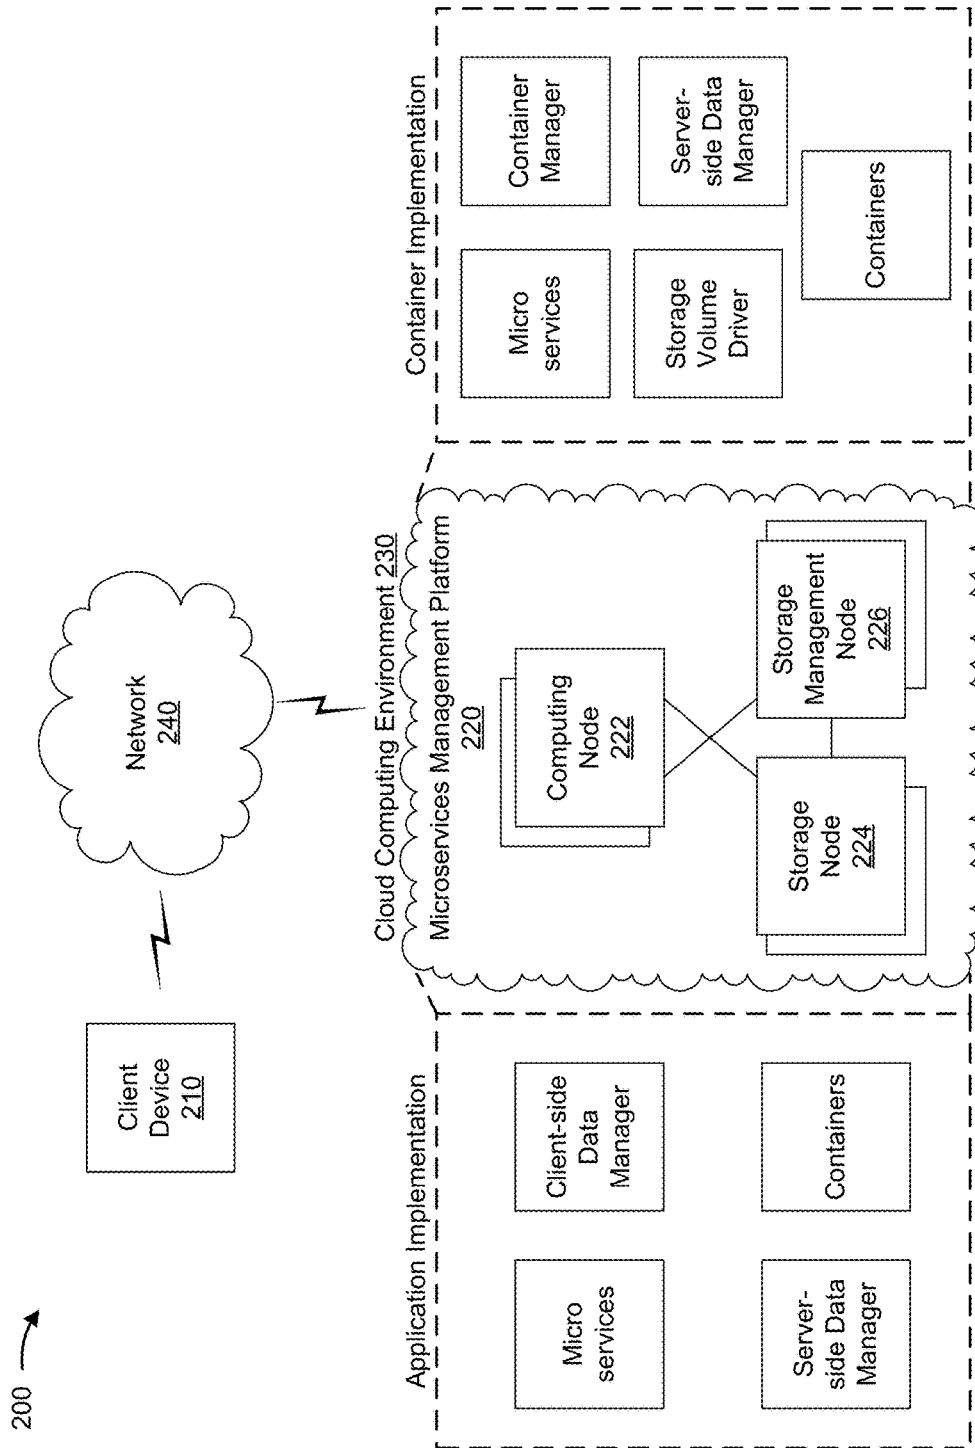 200
Client
Device
210
Network
240
Cloud Computing Environment 230
Application Implementation
Micro
services
Client-side
Data
Manager
Server-
side Data
Manager
Containers
Microservices Management Platform
220
Computing
Node
222
Storage
Node
224
Storage
Management
Node
226
Container Implementation
Micro
services
Container
Manager
Storage
Volume
Driver
Server-
side Data
Manager
Containers